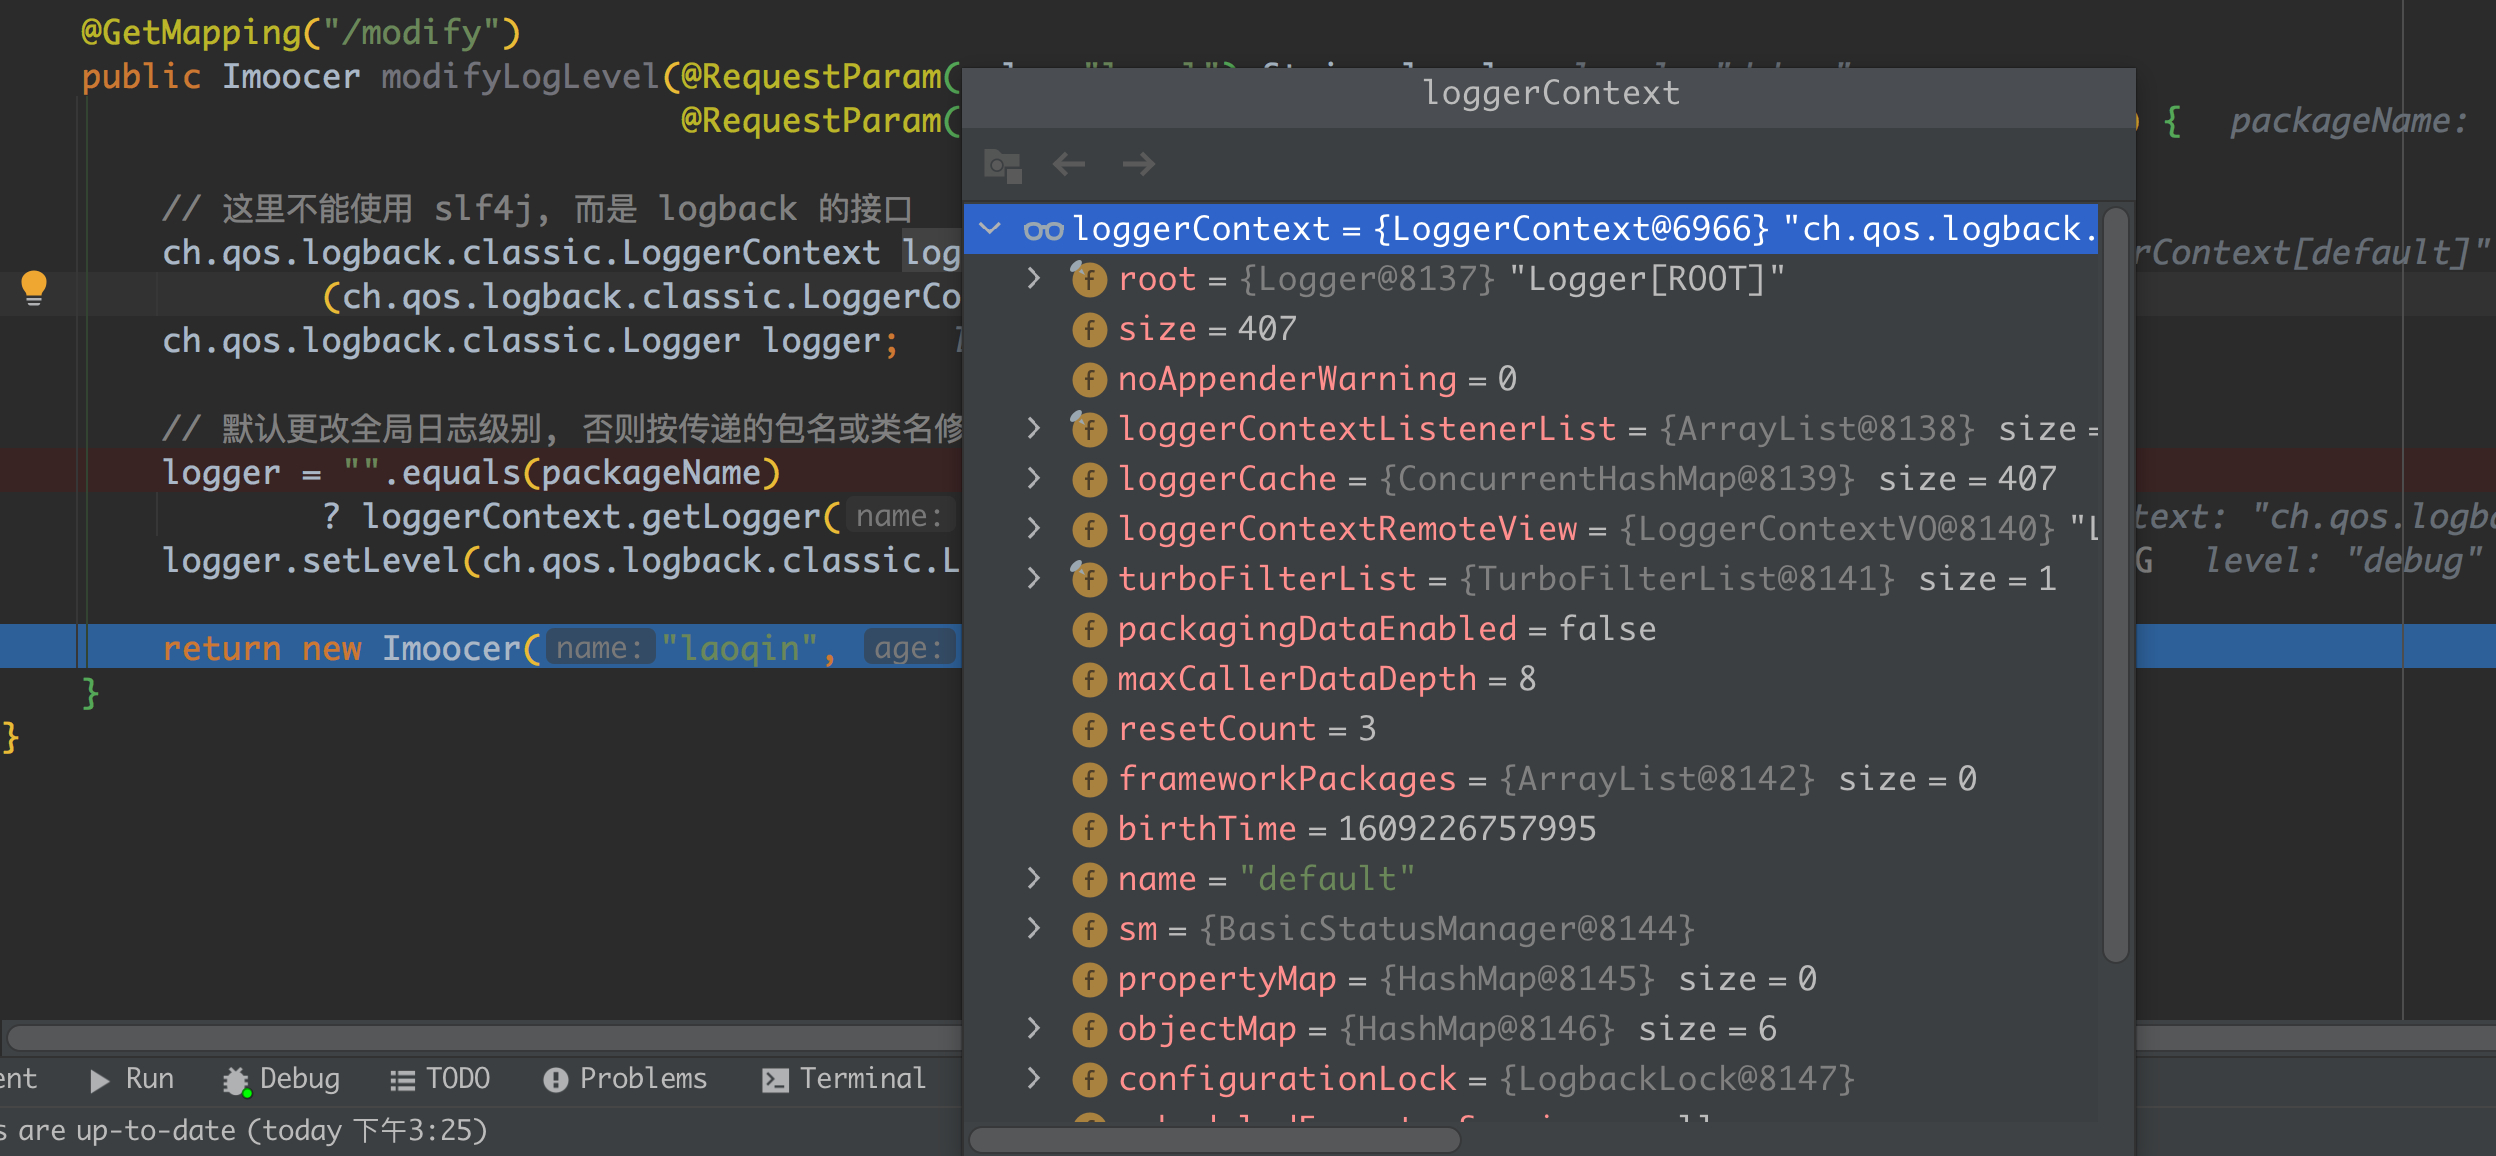 @GetMapping("/modify")
public Imoocer modifyLogLevel(@RequestParam(
@RequestParam( { packageName:
// 这里不能使用 slf4j, 而是 logback 的接口
ch.qos.logback.classic.LoggerContext log rContext[default]"
(ch.qos.logback.classic.LoggerCo
ch.qos.logback.classic.Logger logger;
// 默认更改全局日志级别, 否则按传递的包名或类名修
logger = "".equals(packageName)
? loggerContext.getLogger( name: text: "ch.qos.logba
logger.setLevel(ch.qos.logback.classic.L G level: "debug"
return new Imoocer( name: "laoqin", age:
}
}
loggerContext
loggerContext = {LoggerContext@6966} "ch.qos.logback.
f root = {Logger@8137} "Logger[ROOT]"
f size = 407
f noAppenderWarning = 0
f loggerContextListenerList = {ArrayList@8138} size =
f loggerCache = {ConcurrentHashMap@8139} size = 407
f loggerContextRemoteView = {LoggerContextVO@8140} "L
f turboFilterList = {TurboFilterList@8141} size = 1
f packagingDataEnabled = false
f maxCallerDataDepth = 8
f resetCount = 3
f frameworkPackages = {ArrayList@8142} size = 0
f birthTime = 1609226757995
f name = "default"
f sm = {BasicStatusManager@8144}
f propertyMap = {HashMap@8145} size = 0
f objectMap = {HashMap@8146} size = 6
f configurationLock = {LogbackLock@8147}
ent Run Debug TODO Problems Terminal
s are up-to-date (today 下午3:25)